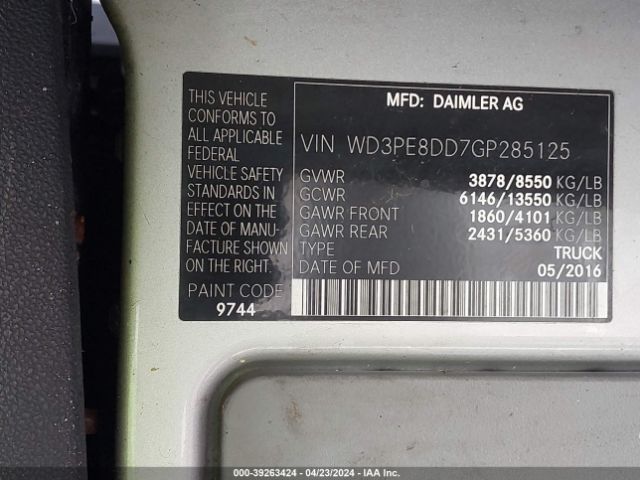 MFD: DAIMLER AG
THIS VEHICLE
CONFORMS TO
ALL APPLICABLE
FEDERAL
VEHICLE SAFETY
STANDARDS IN
EFFECT ON THE
DATE OF MANU-
FACTURE SHOWN
ON THE RIGHT.
PAINT CODE
9744
VIN WD3PE8DD7GP285125
GVWR 3878/8550 KG/LB
GCWR 6146/13550 KG/LB
GAWR FRONT 1860/4101 KG/LB
GAWR REAR 2431/5360 KG/LB
TYPE TRUCK
DATE OF MFD 05/2016
000-39263424 - 04/23/2024 - IAA Inc.